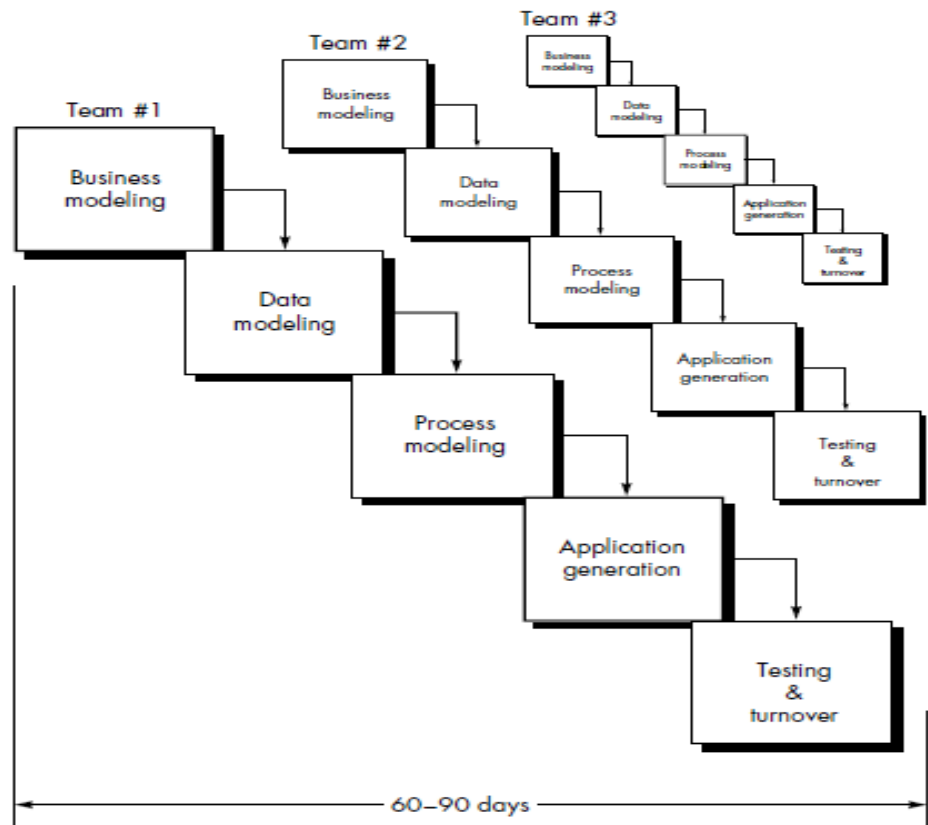 Team #1
Business
modeling
Data
modeling
Process
modeling
Application
generation
Testing
&
turnover
Team #2
Business
modeling
Data
modeling
Process
modeling
Application
generation
Testing
&
turnover
Team #3
Business
modeling
Data
modeling
Process
modeling
Application
generation
Testing
&
turnover
60–90 days